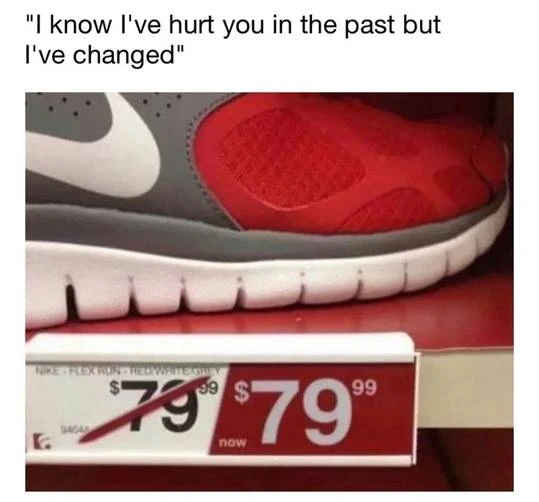 "I know I've hurt you in the past but
I've changed"
NIKE - FLEX RUN - RED/WHITE/GREY
$79.99 $79 99
now